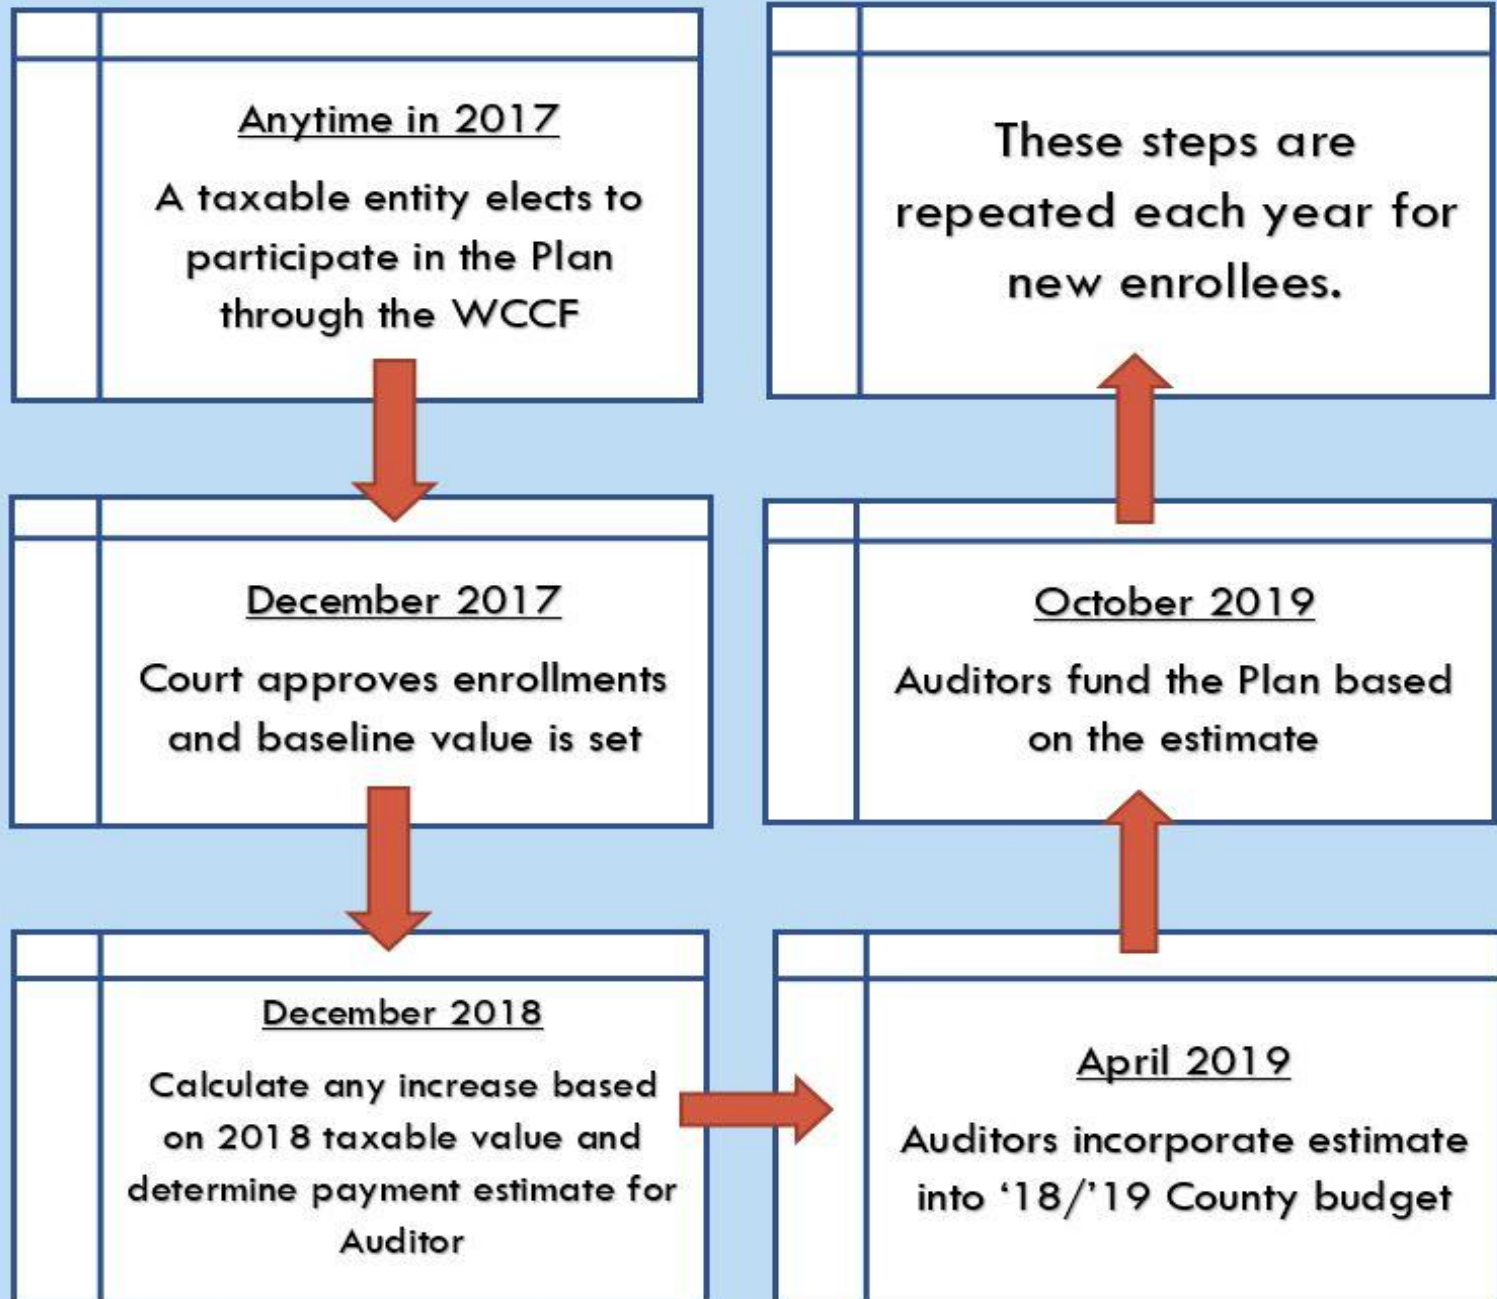 Anytime in 2017
A taxable entity elects to
participate in the Plan
through the WCCF
December 2017
Court approves enrollments
and baseline value is set
December 2018
Calculate any increase based
on 2018 taxable value and
determine payment estimate for
Auditor
April 2019
Auditors incorporate estimate
into ‘18/’19 County budget
October 2019
Auditors fund the Plan based
on the estimate
These steps are
repeated each year for
new enrollees.